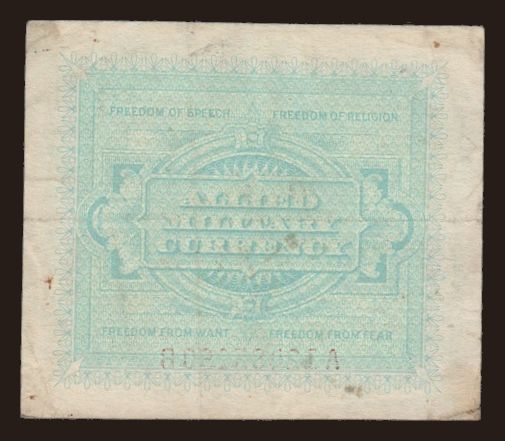 FREEDOM OF SPEECH FREEDOM OF RELIGION
ALLIED
MILITARY
CURRENCY
FREEDOM FROM WANT FREEDOM FROM FEAR